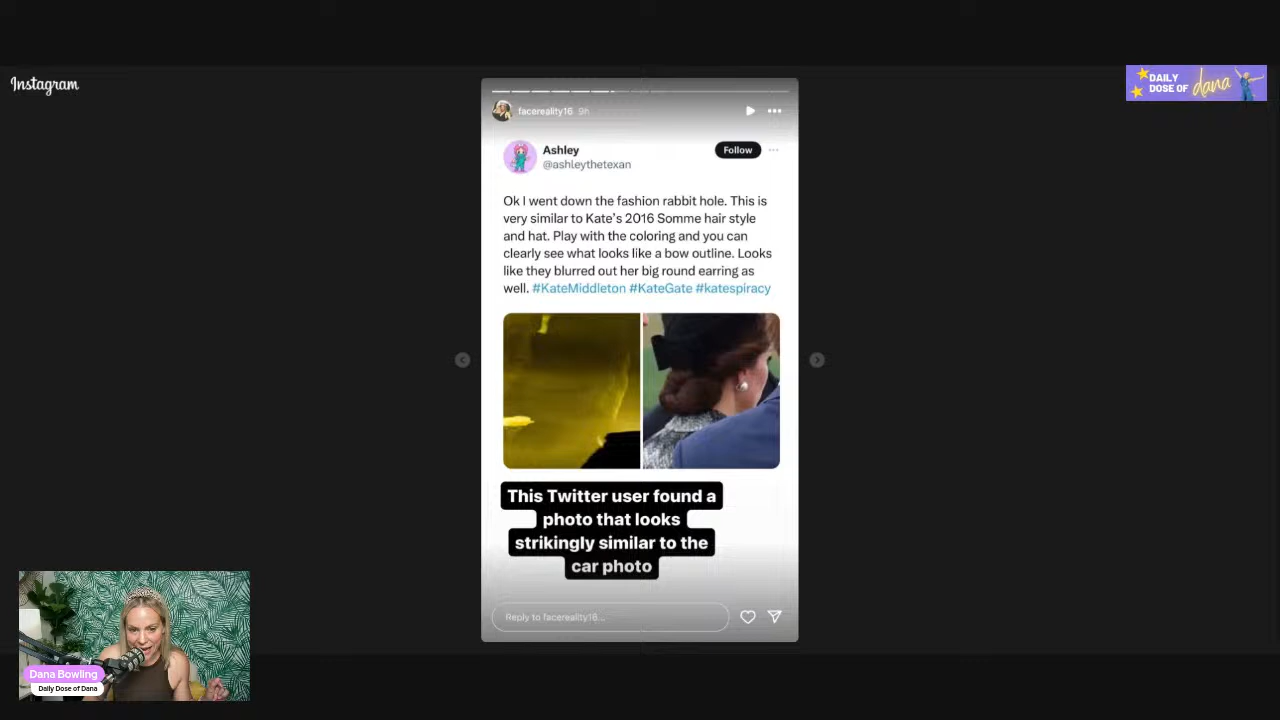 Instagram
DAILY
DOSE OF dana
facereality16 9h
Ashley
@ashleythetexan
Follow
Ok I went down the fashion rabbit hole. This is
very similar to Kate's 2016 Somme hair style
and hat. Play with the coloring and you can
clearly see what looks like a bow outline. Looks
like they blurred out her big round earring as
well. #KateMiddleton #KateGate #katespiracy
This Twitter user found a
photo that looks
strikingly similar to the
car photo
Reply to facereality16...
Dana Bowling
Daily Dose of Dana